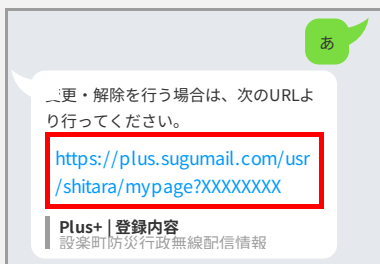 あ
変更・解除を行う場合は、次のURLよ
り行ってください。
https://plus.sugumail.com/usr
/shitara/mypage?XXXXXXXX
Plus+ | 登録内容
設楽町防災行政無線配信情報